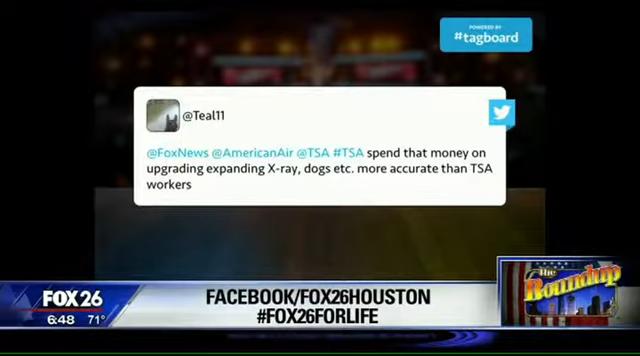 POWERED BY
#tagboard
@Teal11
@FoxNews @AmericanAir @TSA #TSA spend that money on
upgrading expanding X-ray, dogs etc. more accurate than TSA
workers
The
Roundup
FOX 26
6:48 71°
FACEBOOK/FOX26HOUSTON
#FOX26FORLIFE